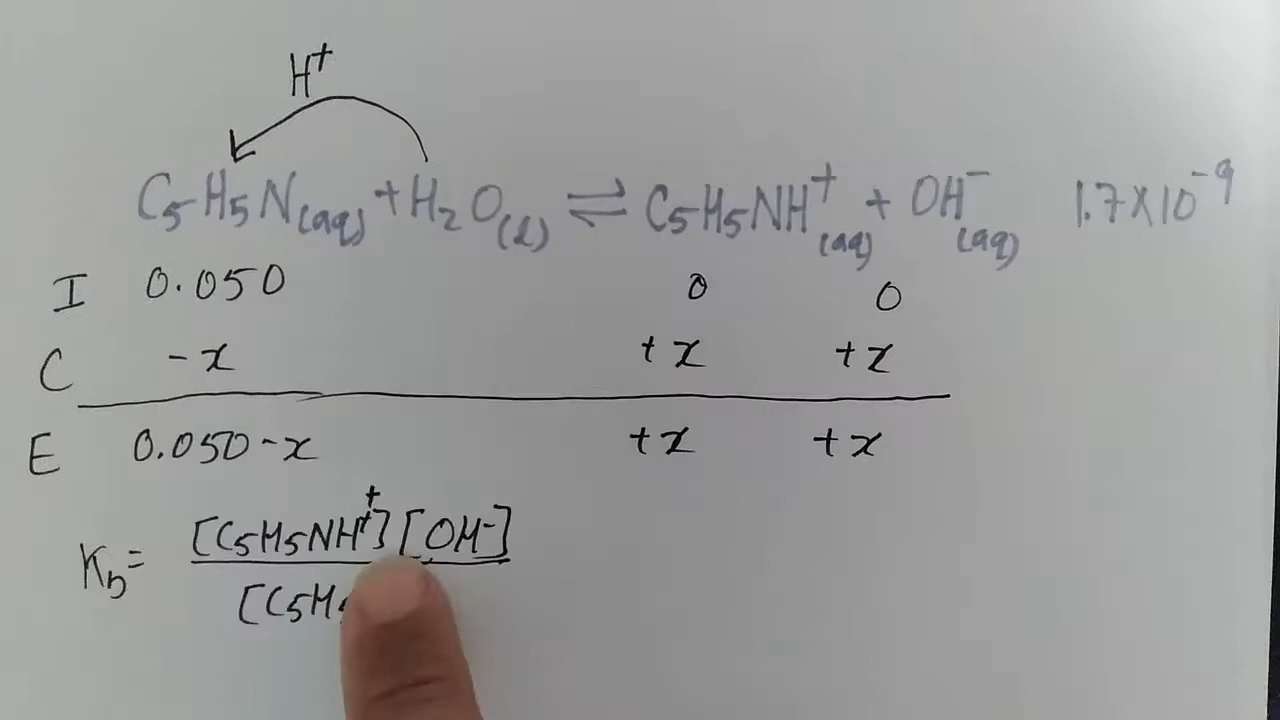 H⁺
C₅H₅N(aq) + H₂O(l) ⇌ C₅H₅NH⁺(aq) + OH⁻(aq) 1.7×10⁻⁹
I 0.050 0 0
C -x +x +x
E 0.050-x +x +x
[C₅H₅NH⁺]⁺[OH⁻]
K_b=
[C₅H